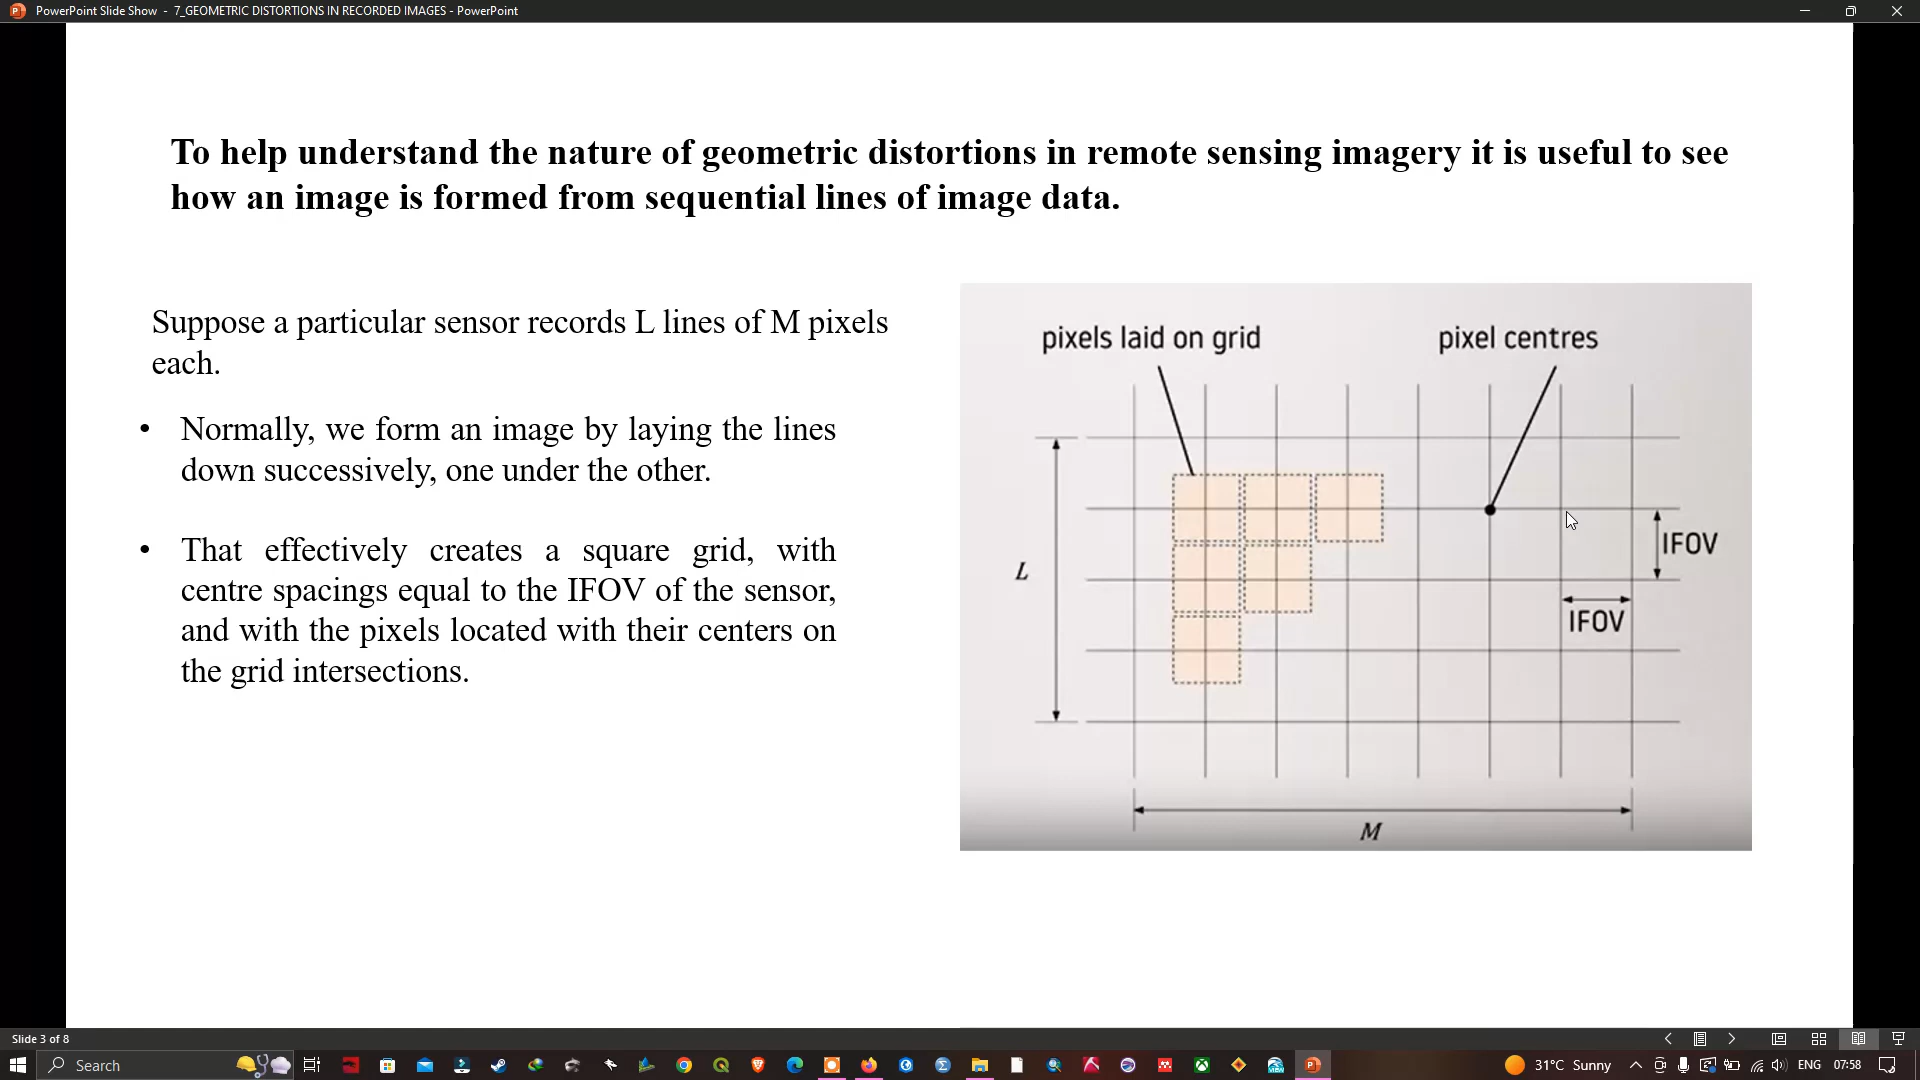 PowerPoint Slide Show - 7_GEOMETRIC DISTORTIONS IN RECORDED IMAGES - PowerPoint
To help understand the nature of geometric distortions in remote sensing imagery it is useful to see
how an image is formed from sequential lines of image data.
Suppose a particular sensor records L lines of M pixels
each.
• Normally, we form an image by laying the lines
down successively, one under the other.
• That effectively creates a square grid, with
centre spacings equal to the IFOV of the sensor,
and with the pixels located with their centers on
the grid intersections.
pixels laid on grid
pixel centres
L
IFOV
IFOV
M
Slide 3 of 8
Search
31°C Sunny
ENG
07:58